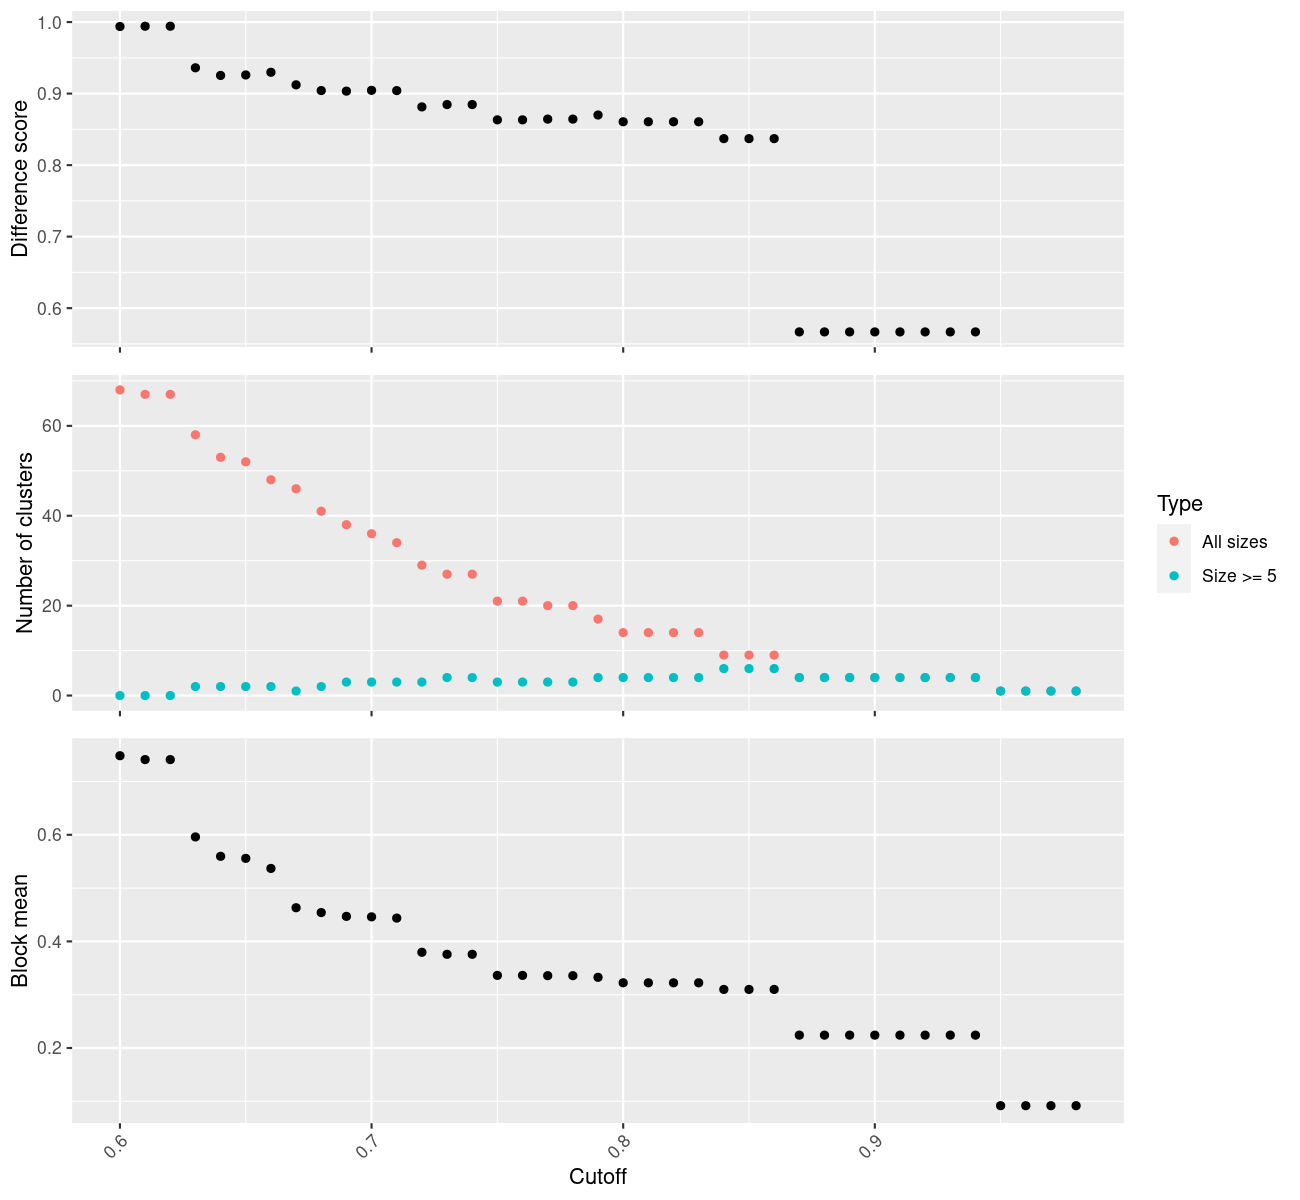 Difference score
1.0
0.9
0.8
0.7
0.6
Number of clusters
60
40
20
0
Type
All sizes
Size >= 5
Block mean
0.6
0.4
0.2
0.6
0.7
0.8
0.9
Cutoff